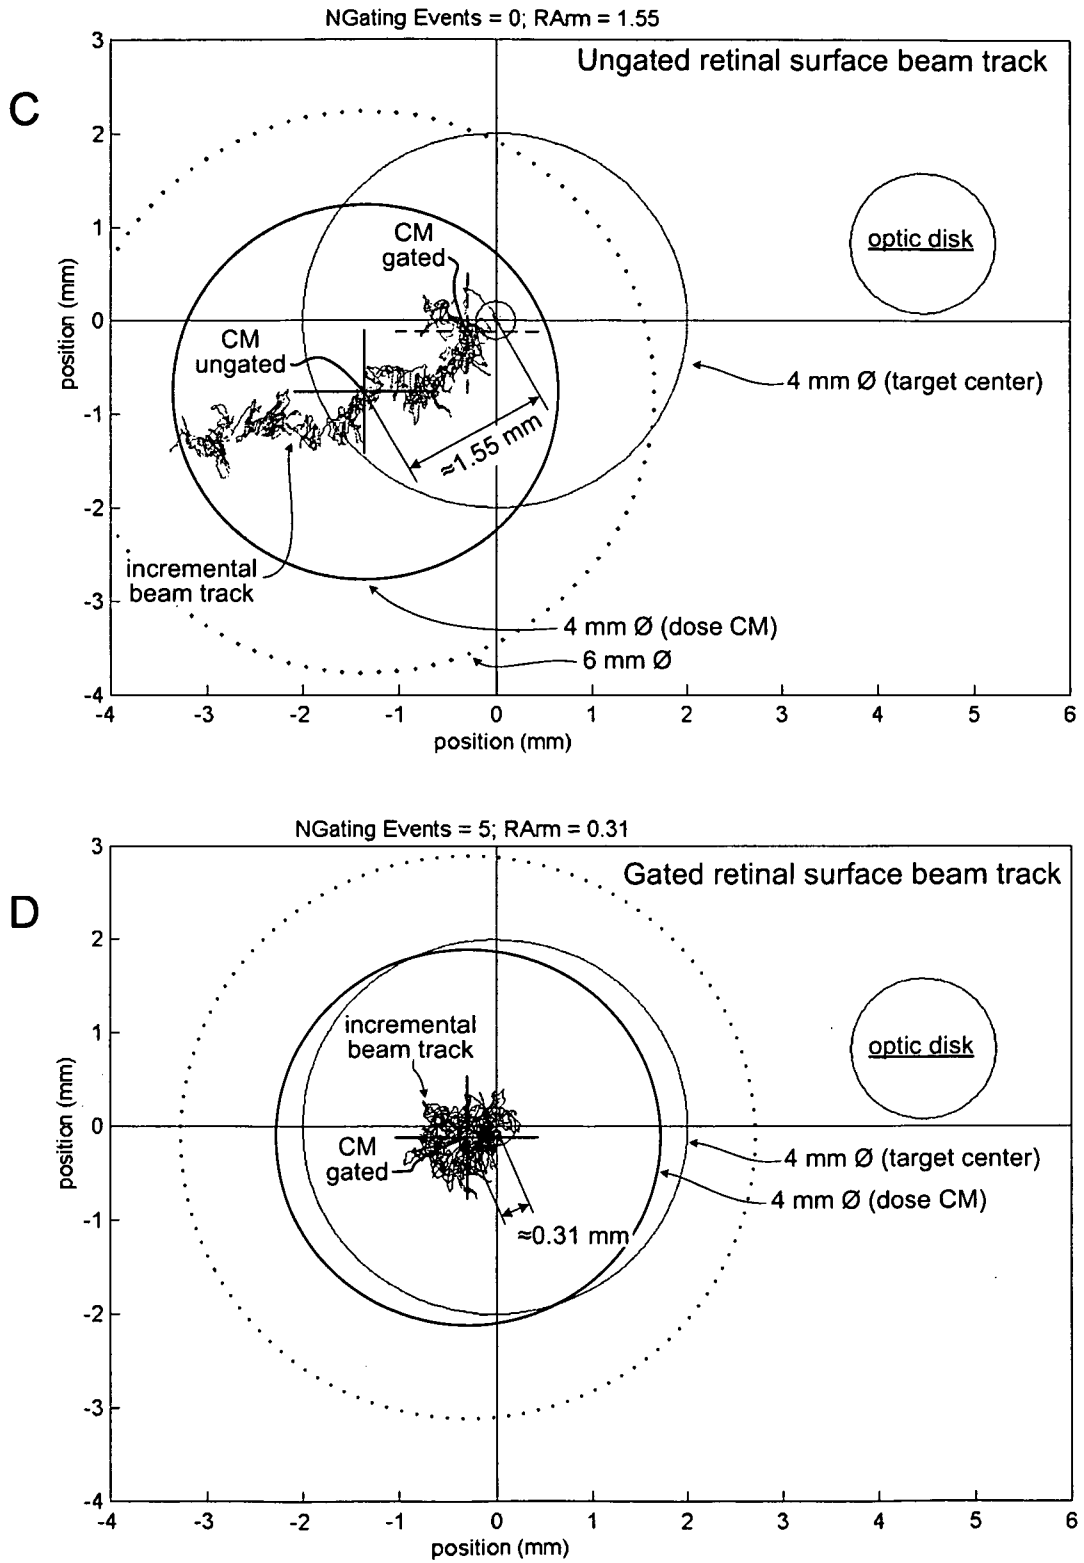 NGating Events = 0; RArm = 1.55
C
Ungated retinal surface beam track
3
2
1
0
-1
-2
-3
-4
position (mm)
CM
gated
CM
ungated
optic disk
4 mm Ø (target center)
≈1.55 mm
incremental
beam track
4 mm Ø (dose CM)
6 mm Ø
-4
-3
-2
-1
0
1
2
3
4
5
6
position (mm)
NGating Events = 5; RArm = 0.31
D
Gated retinal surface beam track
3
2
1
0
-1
-2
-3
-4
position (mm)
incremental
beam track
optic disk
CM
gated
4 mm Ø (target center)
4 mm Ø (dose CM)
≈0.31 mm
-4
-3
-2
-1
0
1
2
3
4
5
6
position (mm)